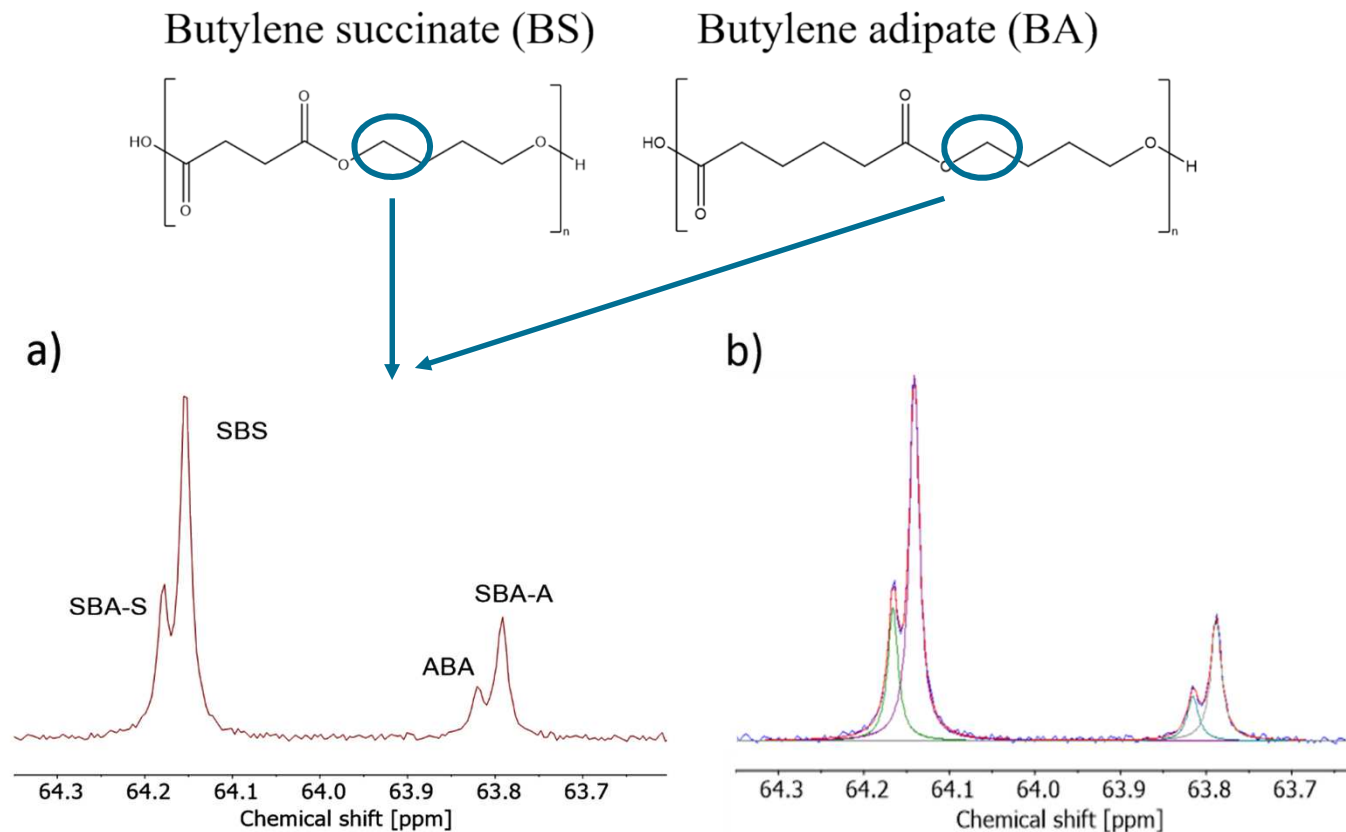 Butylene succinate (BS)
Butylene adipate (BA)
HO
O
O
O
O
H
n
HO
O
O
O
O
H
n
a)
SBS
SBA-S
SBA-A
ABA
64.3 64.2 64.1 64.0 63.9 63.8 63.7
Chemical shift [ppm]
b)
64.3 64.2 64.1 64.0 63.9 63.8 63.7
Chemical shift [ppm]